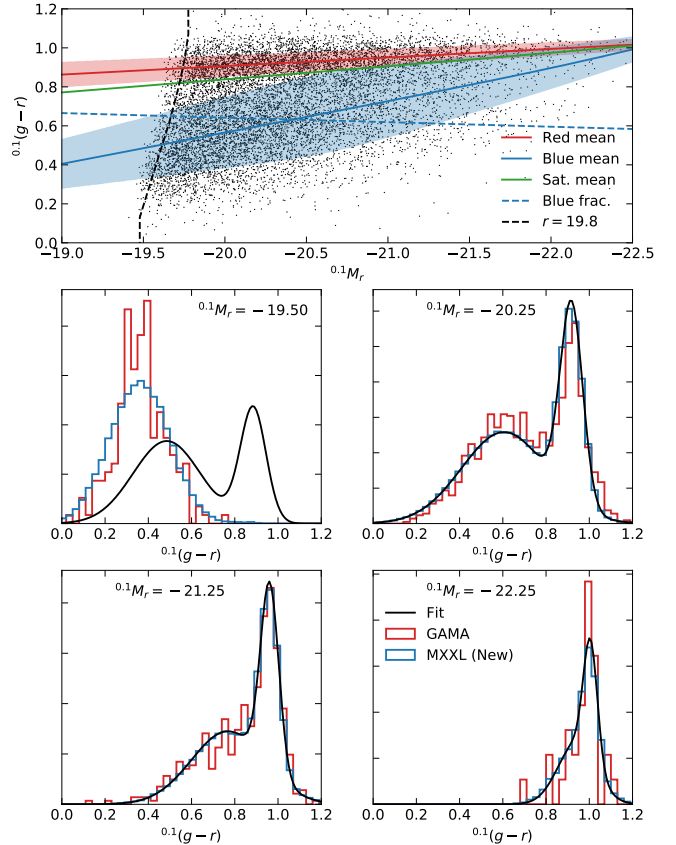 1.2
1.0
0.8
0.6
0.4
0.2
0.0
^{0.1}(g − r)
Red mean
Blue mean
Sat. mean
Blue frac.
r = 19.8
−19.0 −19.5 −20.0 −20.5 −21.0 −21.5 −22.0 −22.5
^{0.1}M_r
^{0.1}M_r = −19.50
0.0 0.2 0.4 0.6 0.8 1.0 1.2
^{0.1}(g − r)
^{0.1}M_r = −20.25
0.0 0.2 0.4 0.6 0.8 1.0 1.2
^{0.1}(g − r)
^{0.1}M_r = −21.25
0.0 0.2 0.4 0.6 0.8 1.0 1.2
^{0.1}(g − r)
^{0.1}M_r = −22.25
Fit
GAMA
MXXL (New)
0.0 0.2 0.4 0.6 0.8 1.0 1.2
^{0.1}(g − r)